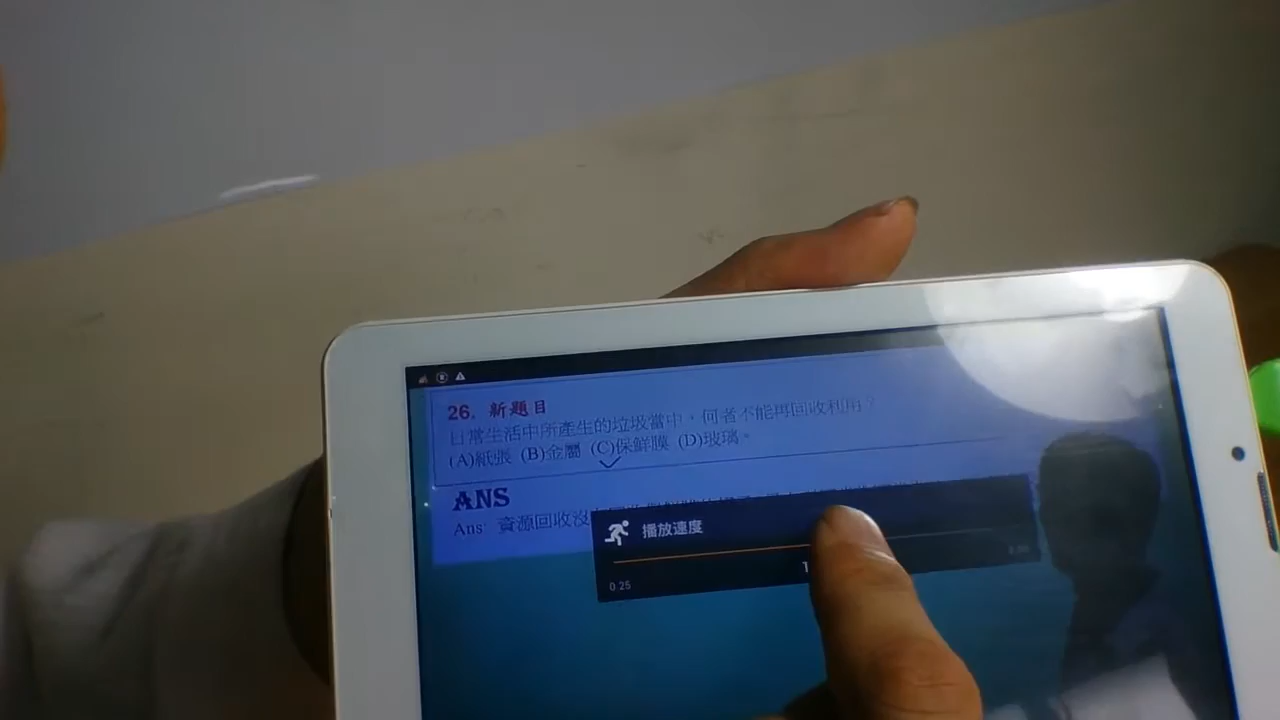 26. 新題目
日常生活中所產生的垃圾當中，何者不能再回收利用？
(A)紙張 (B)金屬 (C)保鮮膜 (D)玻璃。
ANS
Ans: 資源回收沒
播放速度
0.25